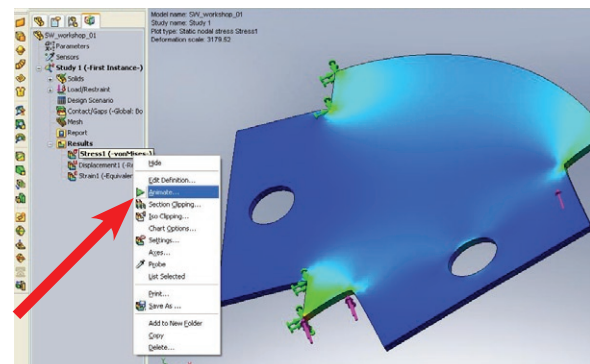 SW_workshop_01
Parameters
Sensors
Study 1 (-First Instance-)
Solids
Load/Restraint
Design Scenario
Contact/Gaps (-Global: Bo
Mesh
Report
Results
Stress1 (-vonMises-)
Displacement1 (-Re
Strain1 (-Equivale
Hide
Edit Definition...
Animate...
Section Clipping...
Iso Clipping...
Chart Options...
Settings...
Axes...
Probe
List Selected
Print...
Save As ...
Add to New Folder
Copy
Delete...
Model name: SW_workshop_01
Study name: Study 1
Plot type: Static nodal stress Stress1
Deformation scale: 3179.52